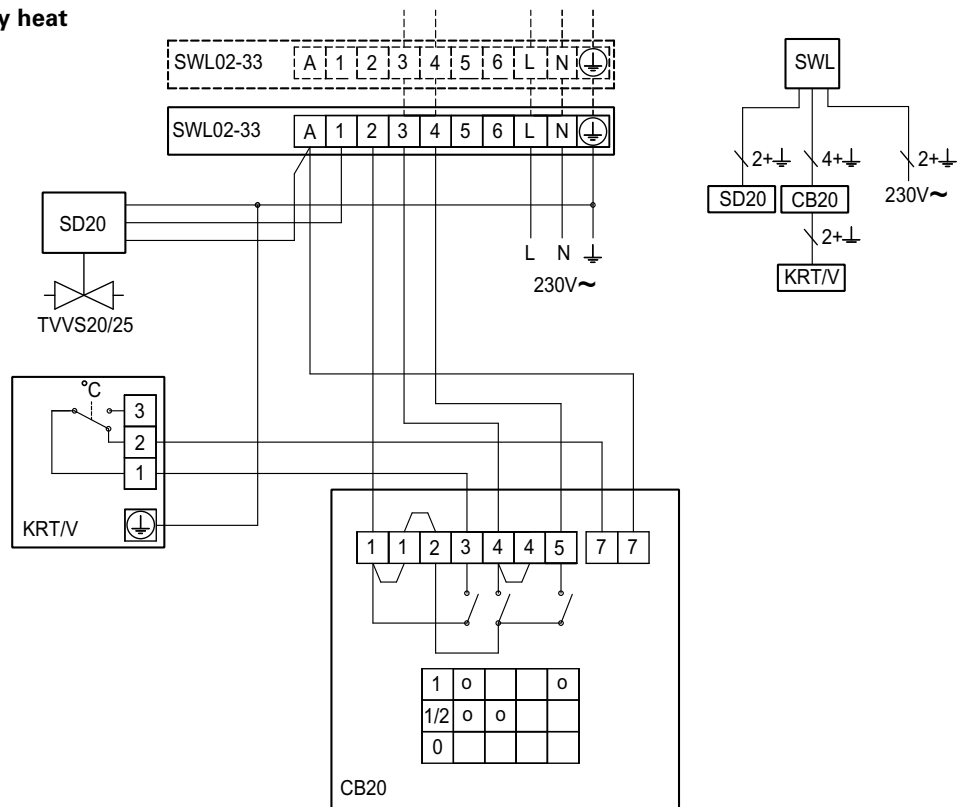 y heat
SWL02-33 A 1 2 3 4 5 6 L N
SWL02-33 A 1 2 3 4 5 6 L N
SD20
TVVS20/25
L N
230V~
SWL
2+ 4+ 2+
SD20 CB20 230V~
2+
KRT/V
°C
3
2
1
KRT/V
1 1 2 3 4 4 5 7 7
1 o o
1/2 o o
0
CB20